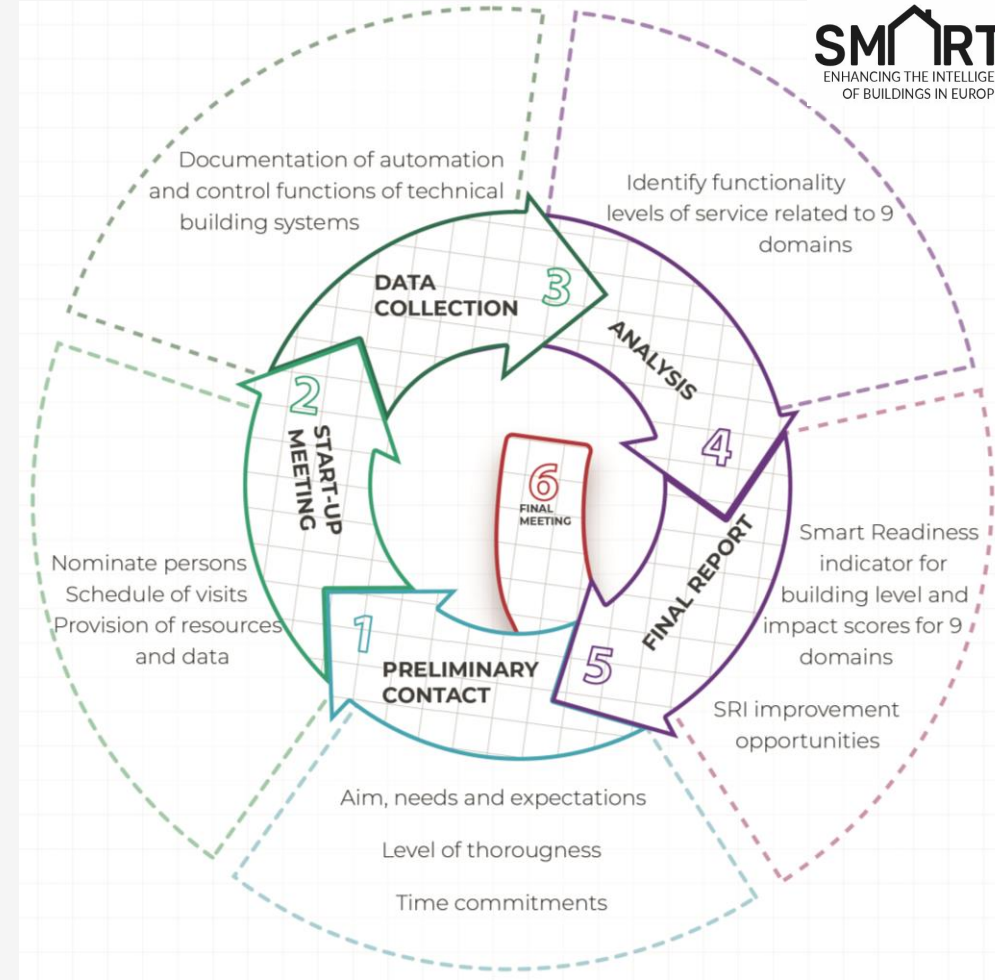 SMART
ENHANCING THE INTELLIGE
OF BUILDINGS IN EUROP
1
PRELIMINARY
CONTACT
Aim, needs and expectations
Level of thorougness
Time commitments
2
START-UP
MEETING
Nominate persons
Schedule of visits
Provision of resources
and data
3
DATA
COLLECTION
Documentation of automation
and control functions of technical
building systems
4
ANALYSIS
Identify functionality
levels of service related to 9
domains
5
FINAL REPORT
Smart Readiness
indicator for
building level and
impact scores for 9
domains
SRI improvement
opportunities
6
FINAL
MEETING